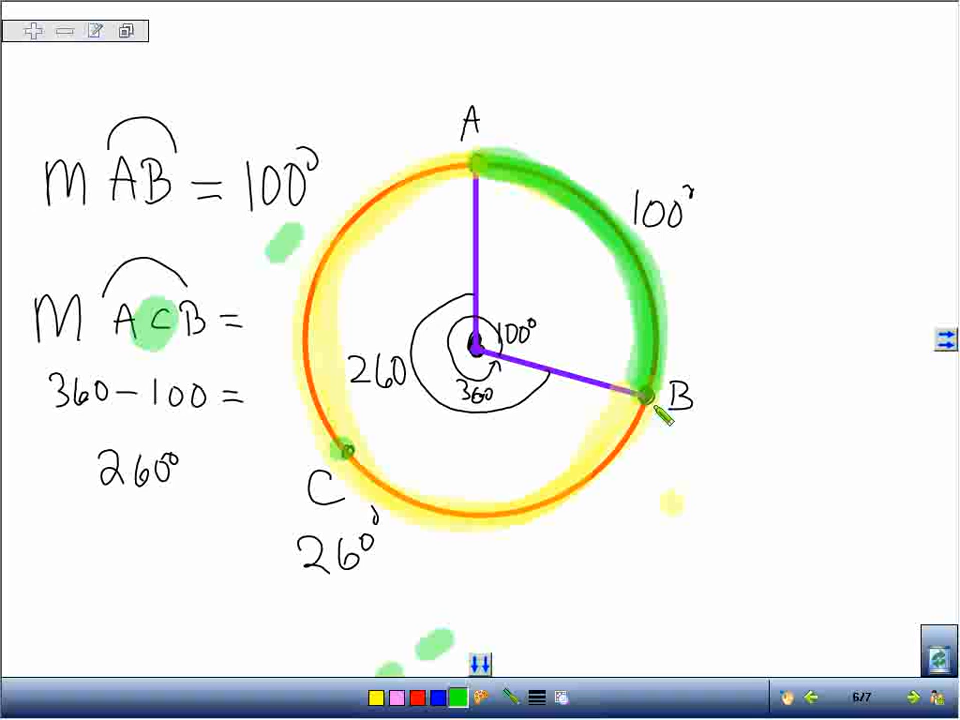 A
m AB = 100°
100°
m ACB =
100°
260
360
360 - 100 =
B
260°
C
260°
6/7